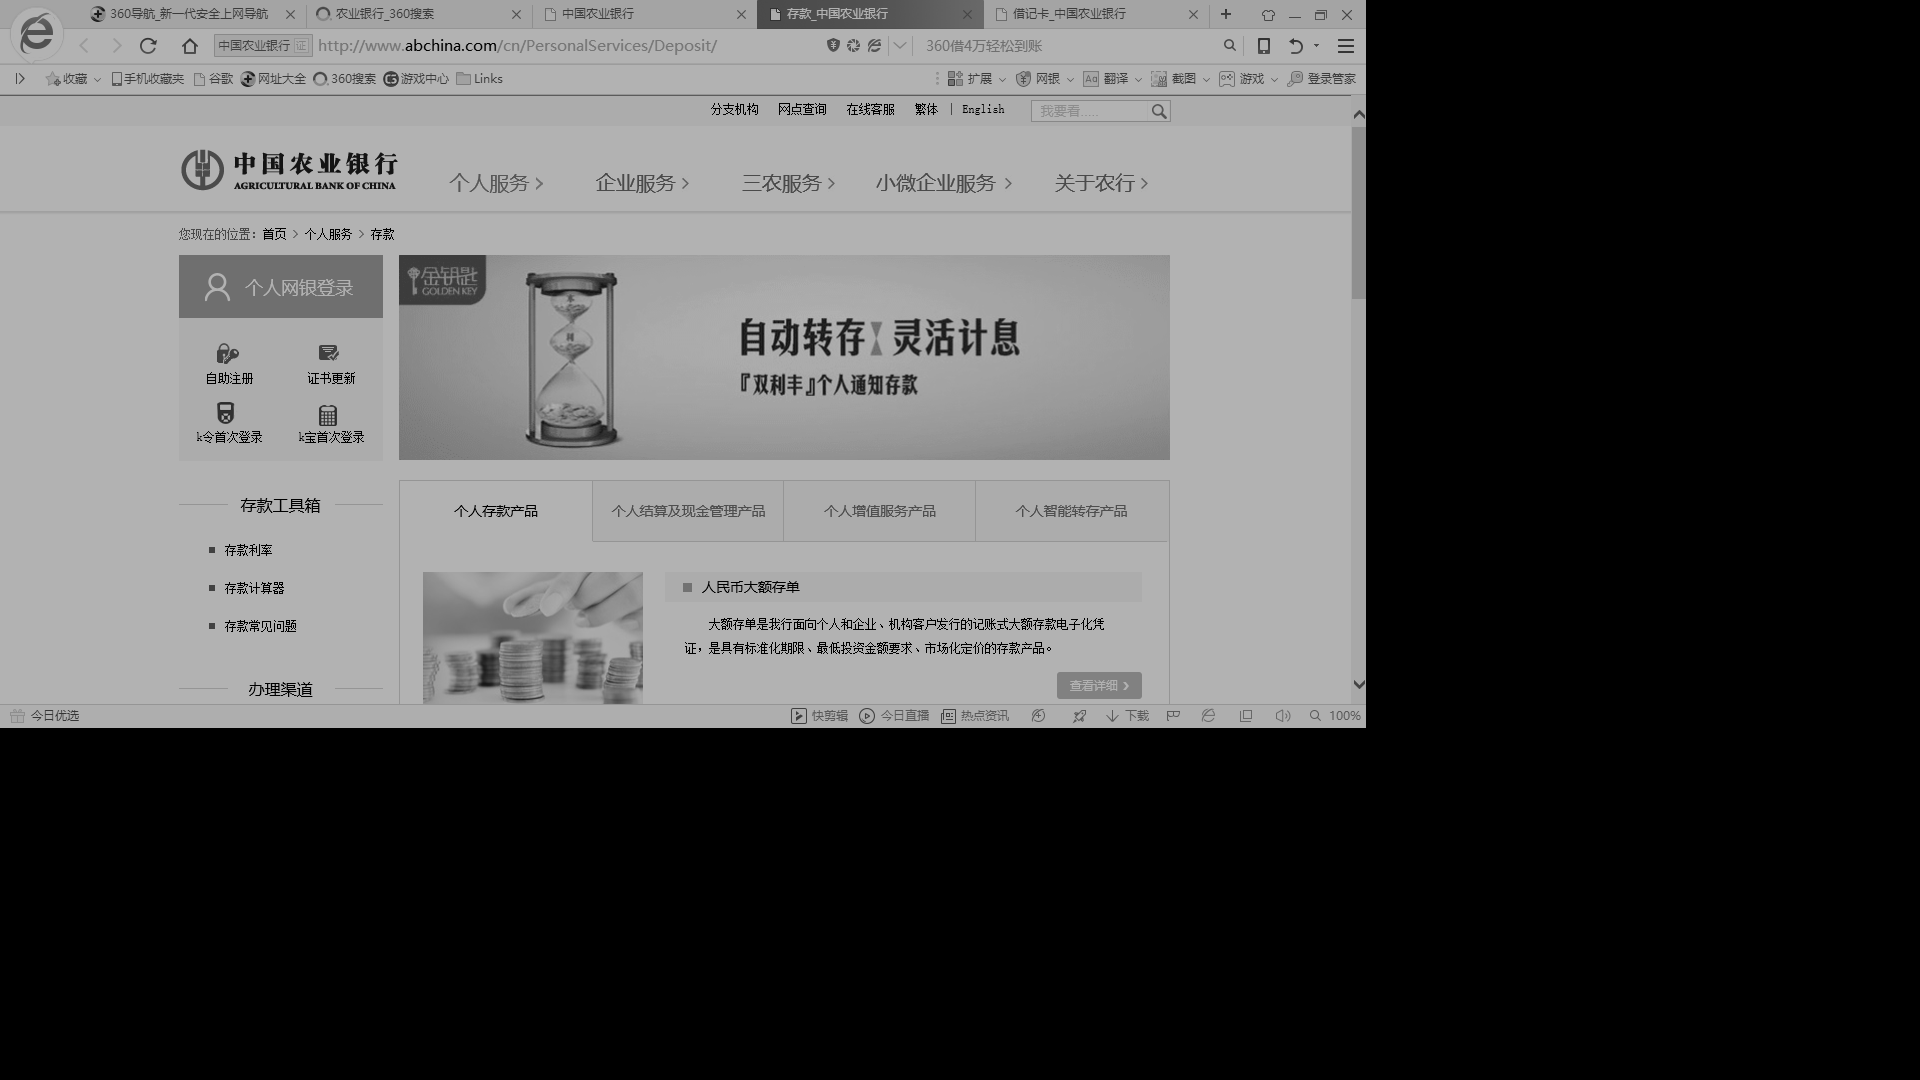 360导航_新一代安全上网导航
农业银行_360搜索
中国农业银行
存款_中国农业银行
借记卡_中国农业银行
中国农业银行 证 http://www.abchina.com/cn/PersonalServices/Deposit/
360借4万轻松到账
收藏 手机收藏夹 谷歌 网址大全 360搜索 游戏中心 Links
扩展 网银 翻译 截图 游戏 登录管家
分支机构 网点查询 在线客服 繁体 | English
我要看.....
中国农业银行
AGRICULTURAL BANK OF CHINA
个人服务 企业服务 三农服务 小微企业服务 关于农行
您现在的位置：首页 > 个人服务 > 存款
个人网银登录
自助注册 证书更新
k令首次登录 k宝首次登录
金钥匙
GOLDEN KEY
自动转存 灵活计息
『双利丰』个人通知存款
存款工具箱
存款利率
存款计算器
存款常见问题
办理渠道
个人存款产品 个人结算及现金管理产品 个人增值服务产品 个人智能转存产品
人民币大额存单
大额存单是我行面向个人和企业、机构客户发行的记账式大额存款电子化凭
证，是具有标准化期限、最低投资金额要求、市场化定价的存款产品。
查看详细 >
今日优选
快剪辑 今日直播 热点资讯 下载 100%